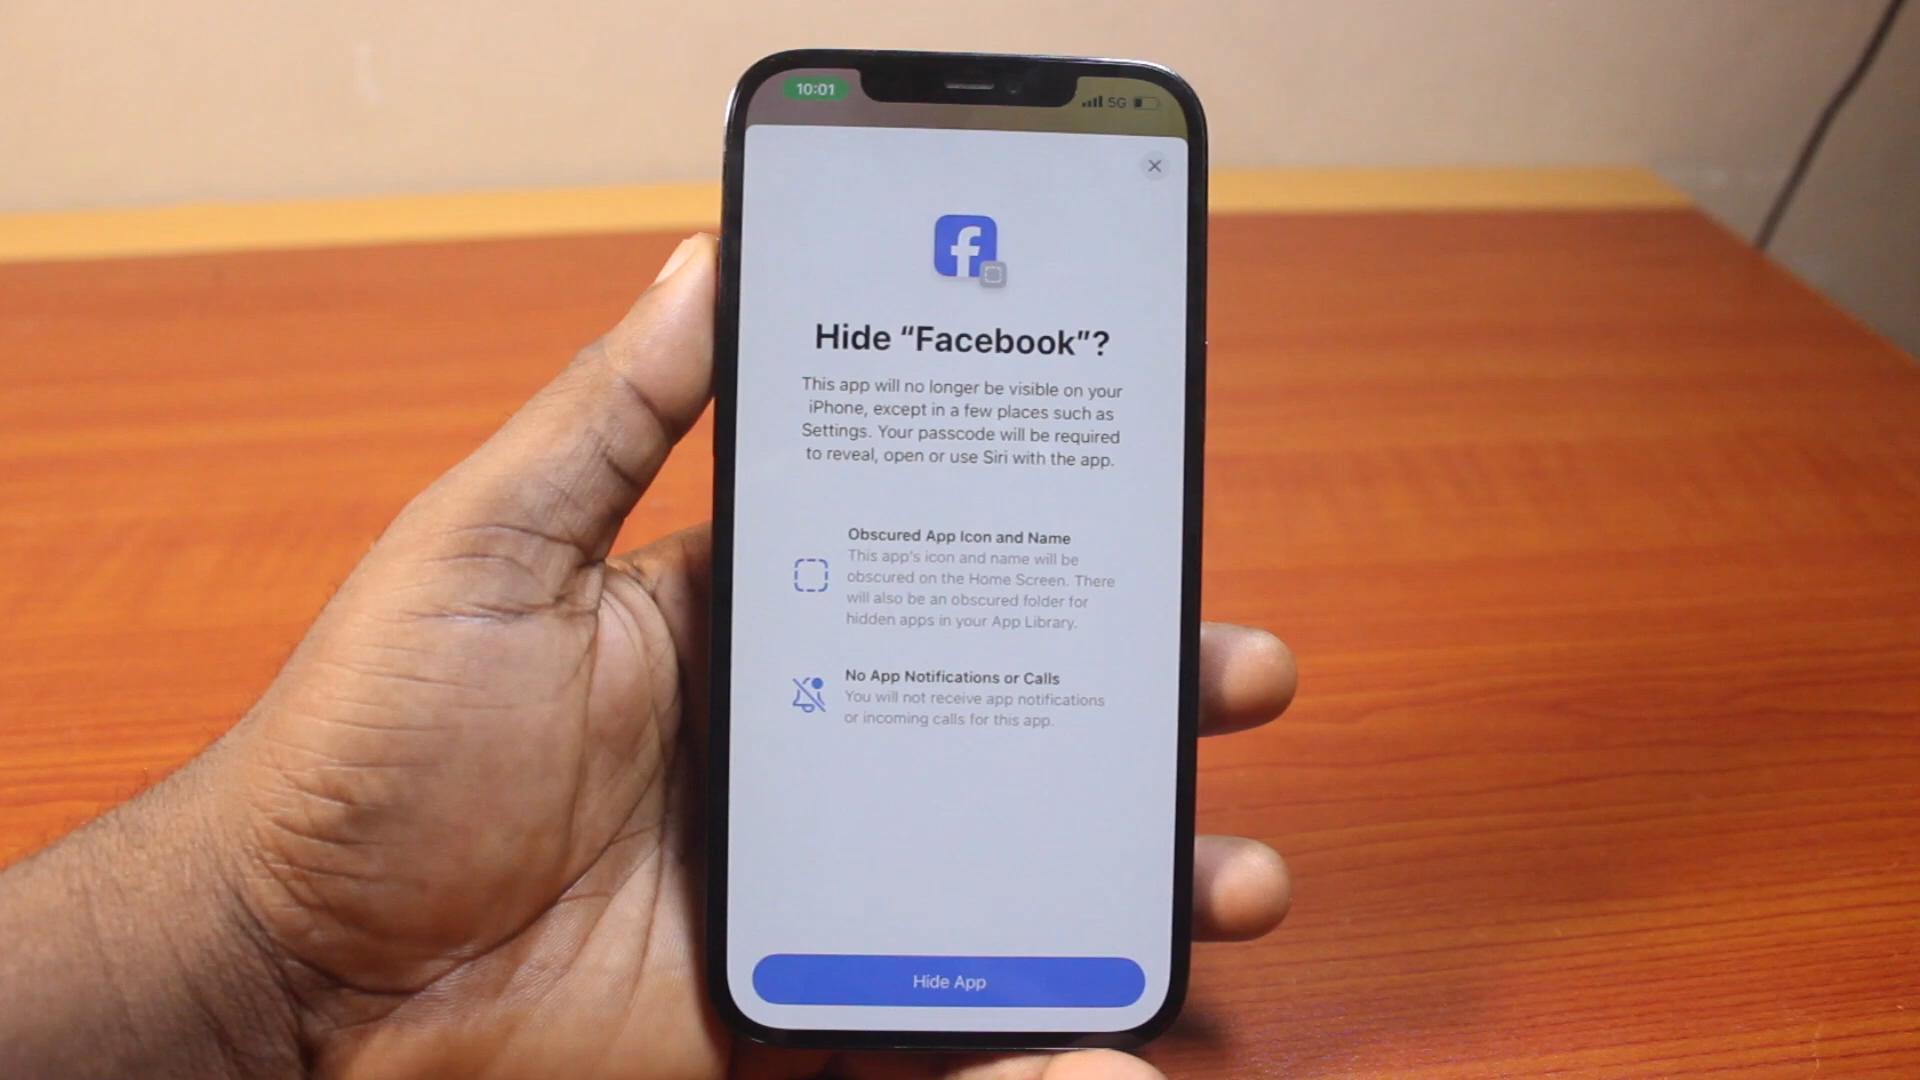 10:01
5G
Hide “Facebook”?
This app will no longer be visible on your
iPhone, except in a few places such as
Settings. Your passcode will be required
to reveal, open or use Siri with the app.
Obscured App Icon and Name
This app's icon and name will be
obscured on the Home Screen. There
will also be an obscured folder for
hidden apps in your App Library.
No App Notifications or Calls
You will not receive app notifications
or incoming calls for this app.
Hide App